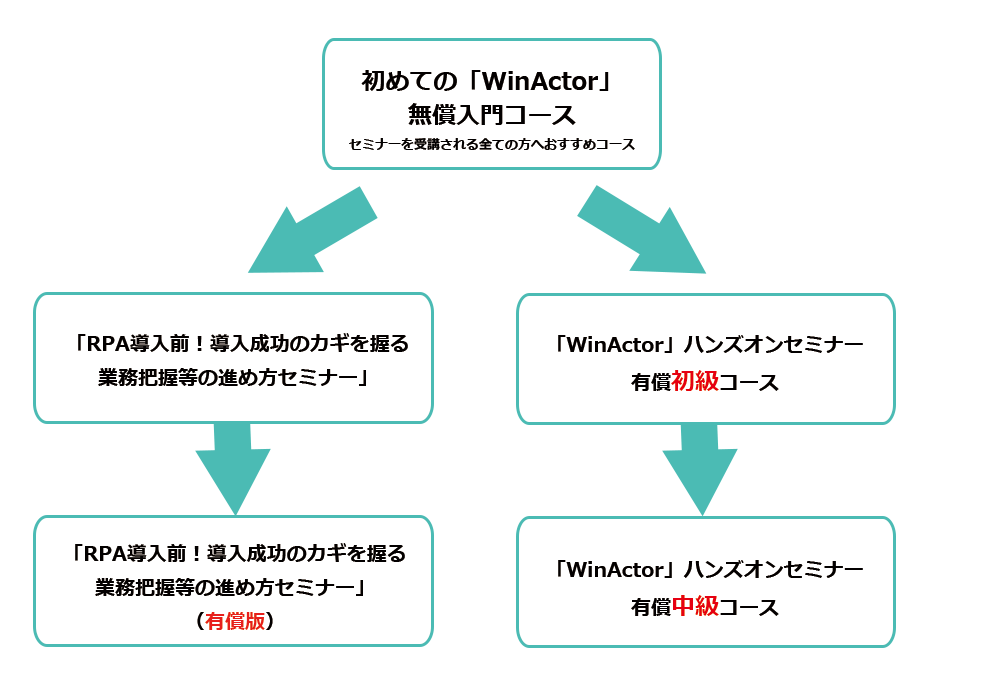 初めての「WinActor」
無償入門コース
セミナーを受講される全ての方へおすすめコース
「RPA導入前！導入成功のカギを握る
業務把握等の進め方セミナー」
「WinActor」ハンズオンセミナー
有償初級コース
「RPA導入前！導入成功のカギを握る
業務把握等の進め方セミナー」
（有償版）
「WinActor」ハンズオンセミナー
有償中級コース